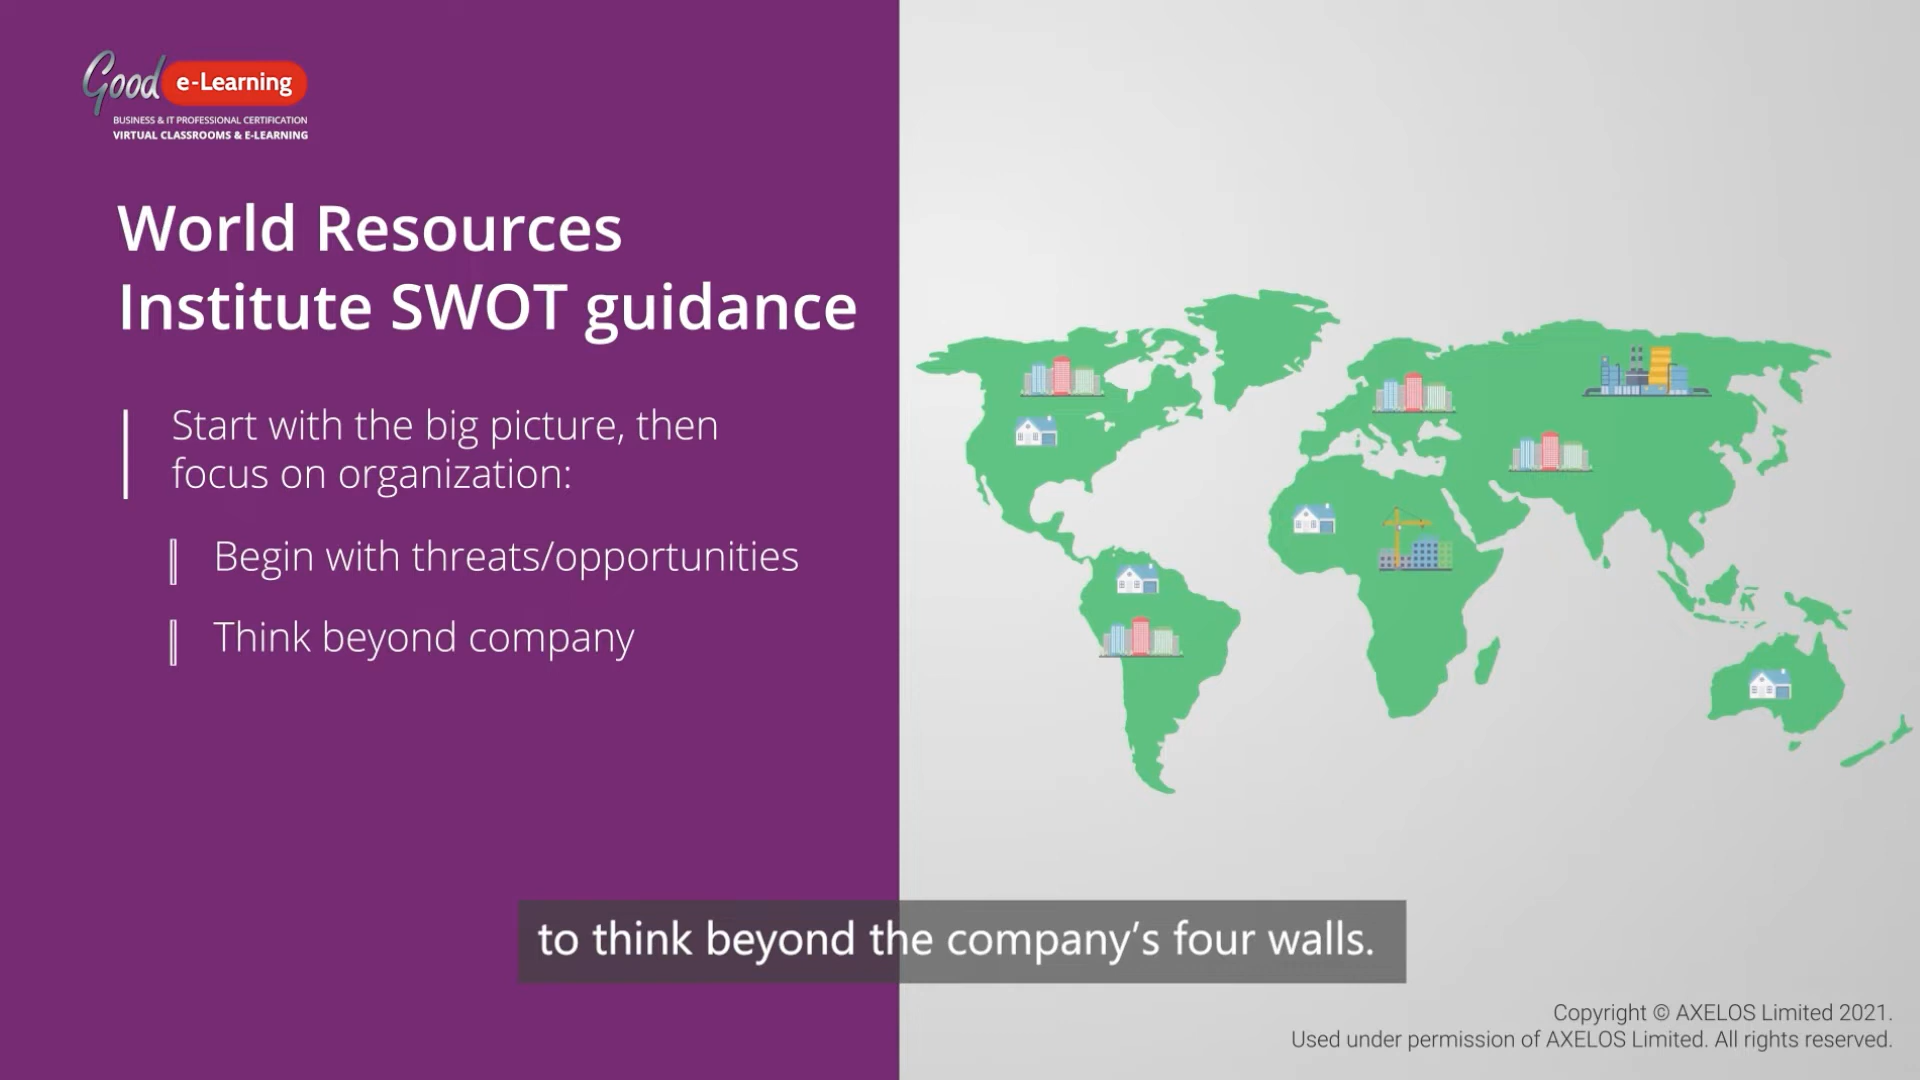 Good e-Learning
BUSINESS & IT PROFESSIONAL CERTIFICATION
VIRTUAL CLASSROOMS & E-LEARNING
World Resources
Institute SWOT guidance
Start with the big picture, then
focus on organization:
Begin with threats/opportunities
Think beyond company
to think beyond the company’s four walls.
Copyright © AXELOS Limited 2021.
Used under permission of AXELOS Limited. All rights reserved.